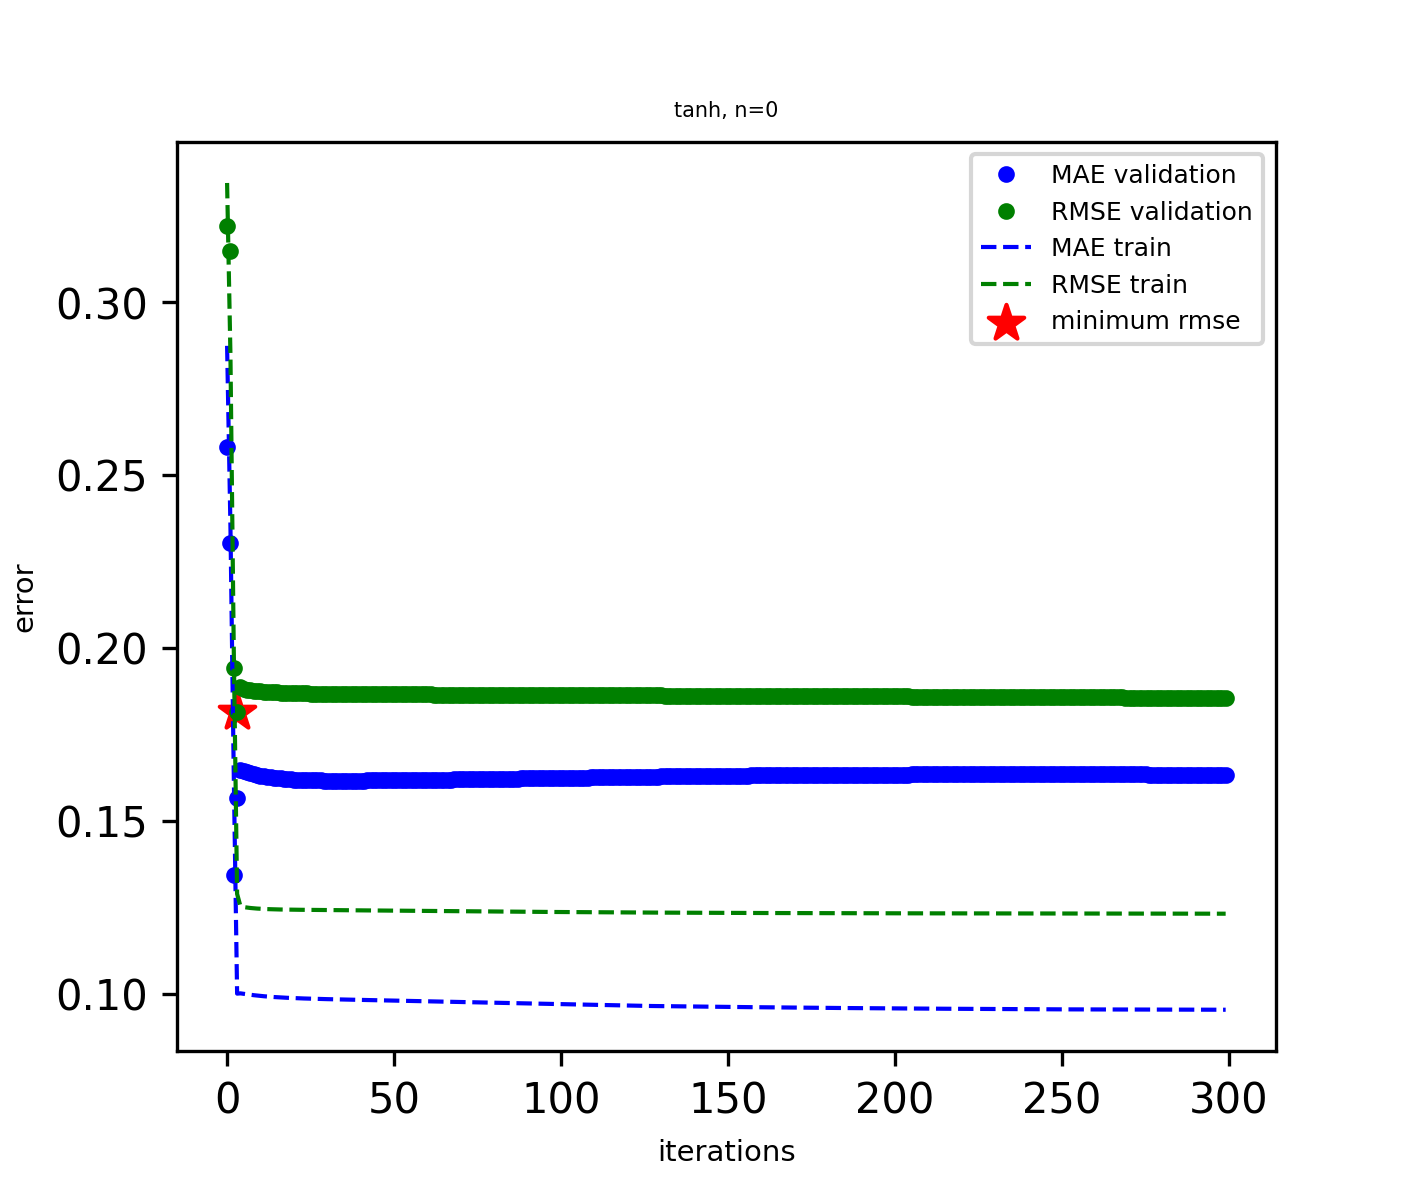 tanh, n=0
MAE validation
RMSE validation
MAE train
RMSE train
minimum rmse
error
0.30
0.25
0.20
0.15
0.10
0 50 100 150 200 250 300
iterations